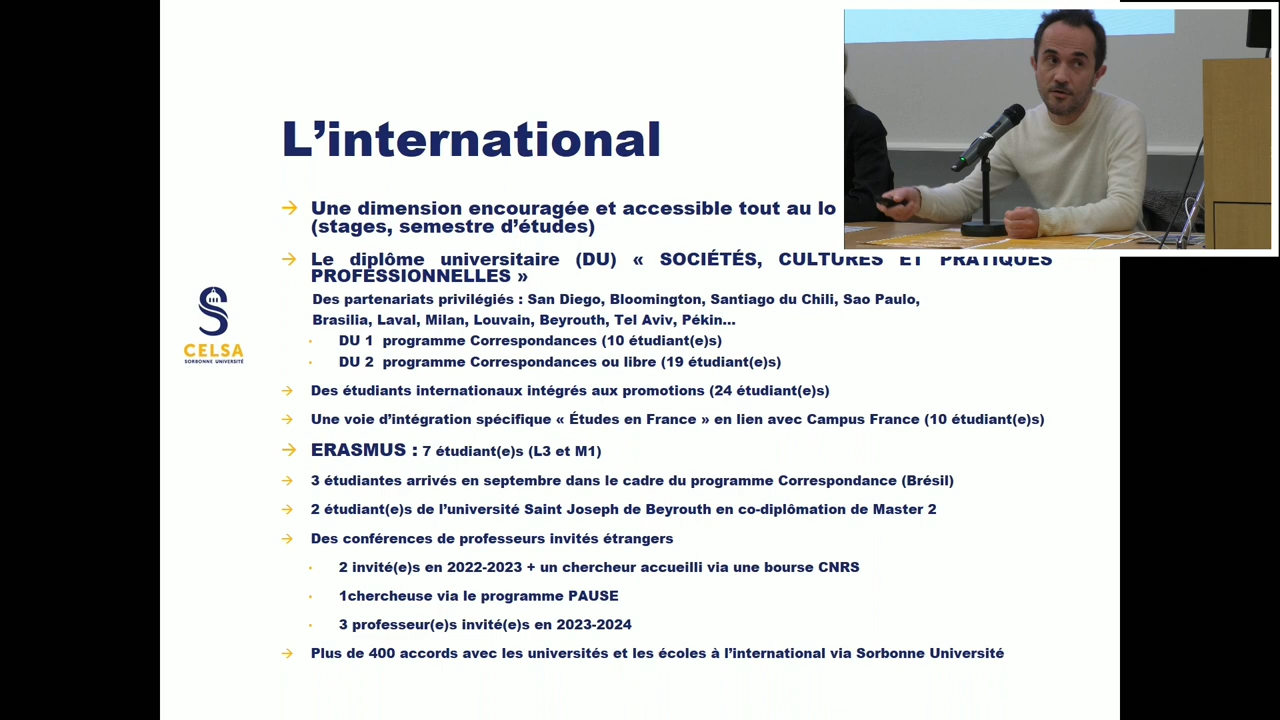 L'international
→ Une dimension encouragée et accessible tout au lo
(stages, semestre d'études)
→ Le diplôme universitaire (DU) « SOCIÉTÉS, CULTURES ET PRATIQUES
PROFESSIONNELLES »
Des partenariats privilégiés : San Diego, Bloomington, Santiago du Chili, Sao Paulo,
Brasilia, Laval, Milan, Louvain, Beyrouth, Tel Aviv, Pékin...
· DU 1 programme Correspondances (10 étudiant(e)s)
· DU 2 programme Correspondances ou libre (19 étudiant(e)s)
→ Des étudiants internationaux intégrés aux promotions (24 étudiant(e)s)
→ Une voie d'intégration spécifique « Études en France » en lien avec Campus France (10 étudiant(e)s)
→ ERASMUS : 7 étudiant(e)s (L3 et M1)
→ 3 étudiantes arrivés en septembre dans le cadre du programme Correspondance (Brésil)
→ 2 étudiant(e)s de l'université Saint Joseph de Beyrouth en co-diplômation de Master 2
→ Des conférences de professeurs invités étrangers
· 2 invité(e)s en 2022-2023 + un chercheur accueilli via une bourse CNRS
· 1chercheuse via le programme PAUSE
· 3 professeur(e)s invité(e)s en 2023-2024
→ Plus de 400 accords avec les universités et les écoles à l'international via Sorbonne Université
CELSA
SORBONNE UNIVERSITÉ